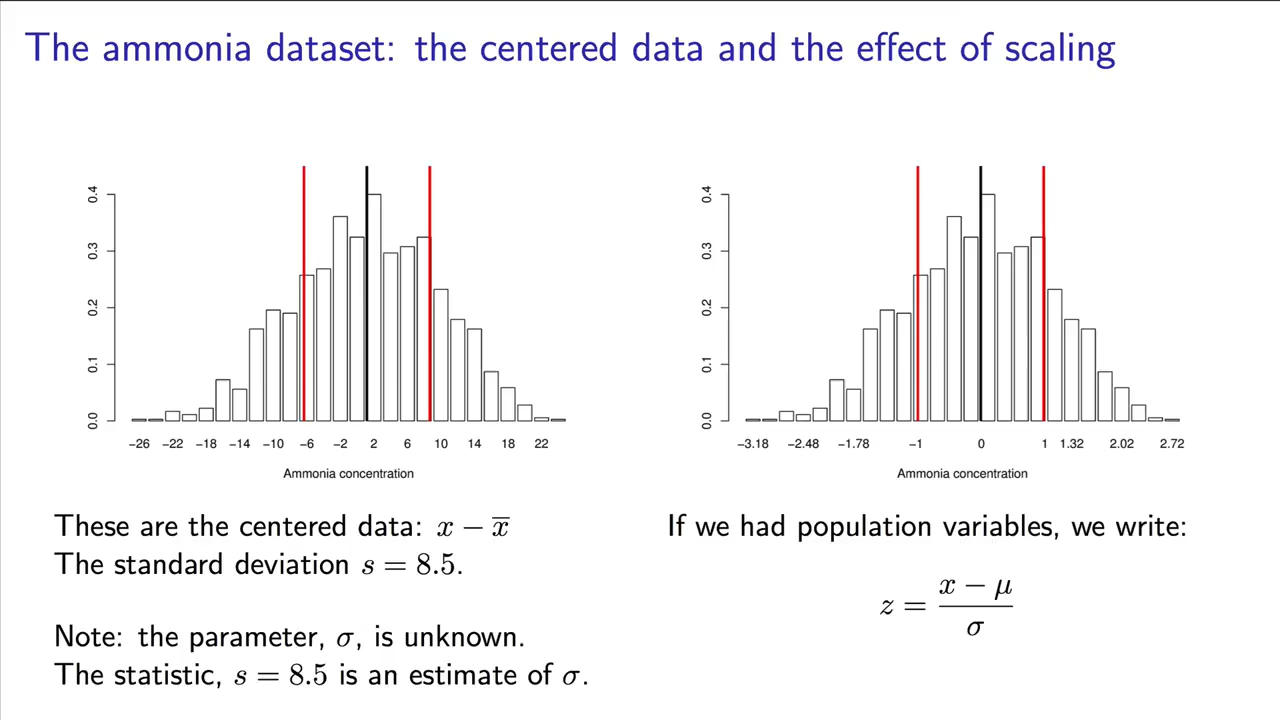 The ammonia dataset: the centered data and the effect of scaling
0.4
0.3
0.2
0.1
0.0
−26 −22 −18 −14 −10 −6 −2 2 6 10 14 18 22
Ammonia concentration
0.4
0.3
0.2
0.1
0.0
−3.18 −2.48 −1.78 −1 0 1 1.32 2.02 2.72
Ammonia concentration
These are the centered data: x − x̅
The standard deviation s = 8.5.
Note: the parameter, σ, is unknown.
The statistic, s = 8.5 is an estimate of σ.
If we had population variables, we write:
z = (x − μ) / σ